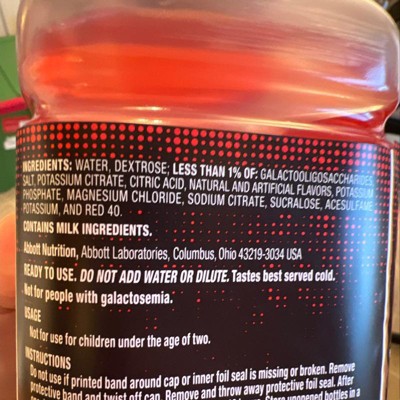 INGREDIENTS: WATER, DEXTROSE; LESS THAN 1% OF: GALACTOOLIGOSACCHARIDES,
SALT, POTASSIUM CITRATE, CITRIC ACID, NATURAL AND ARTIFICIAL FLAVORS, POTASSIUM
PHOSPHATE, MAGNESIUM CHLORIDE, SODIUM CITRATE, SUCRALOSE, ACESULFAME
POTASSIUM, AND RED 40.
CONTAINS MILK INGREDIENTS.
Abbott Nutrition, Abbott Laboratories, Columbus, Ohio 43219-3034 USA
READY TO USE. DO NOT ADD WATER OR DILUTE. Tastes best served cold.
Not for people with galactosemia.
USAGE
Not for use for children under the age of two.
INSTRUCTIONS
Do not use if printed band around cap or inner foil seal is missing or broken. Remove
protective band and twist off cap. Remove and throw away protective foil seal. After
Store unopened bottles in a